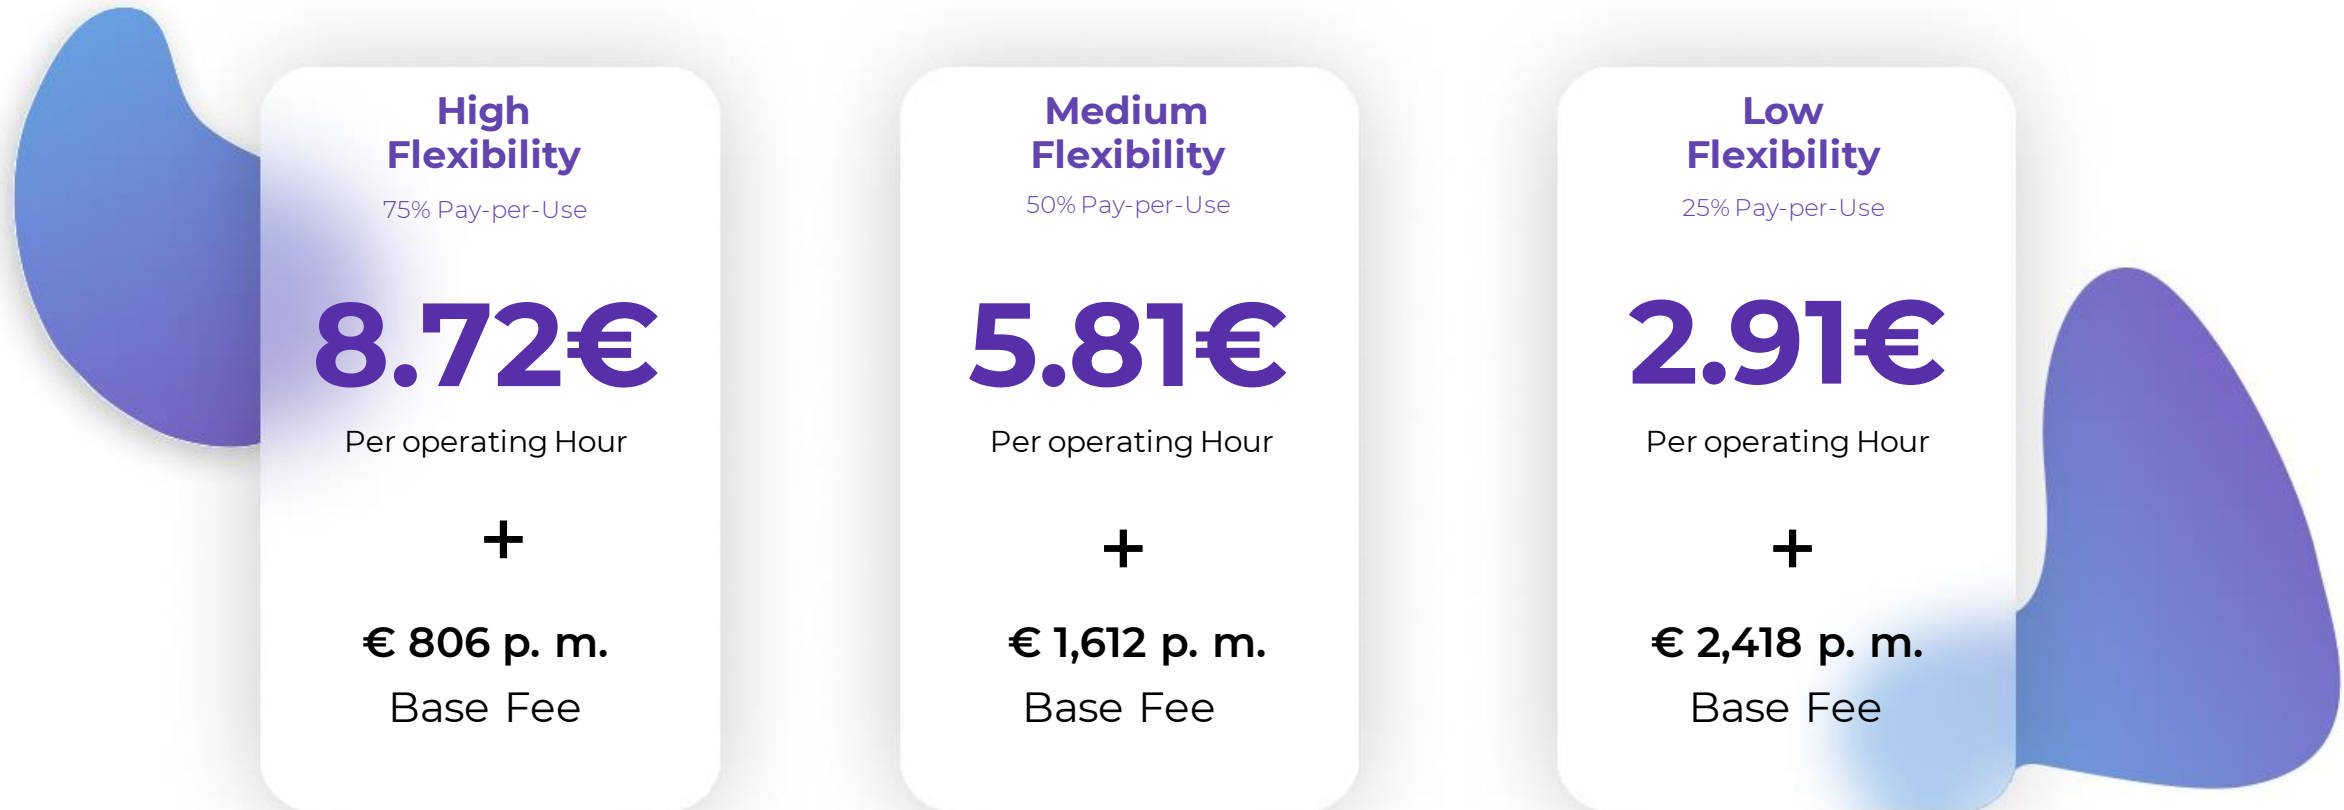 High
Flexibility
75% Pay-per-Use
8.72€
Per operating Hour
+
€ 806 p. m.
Base Fee
Medium
Flexibility
50% Pay-per-Use
5.81€
Per operating Hour
+
€ 1,612 p. m.
Base Fee
Low
Flexibility
25% Pay-per-Use
2.91€
Per operating Hour
+
€ 2,418 p. m.
Base Fee